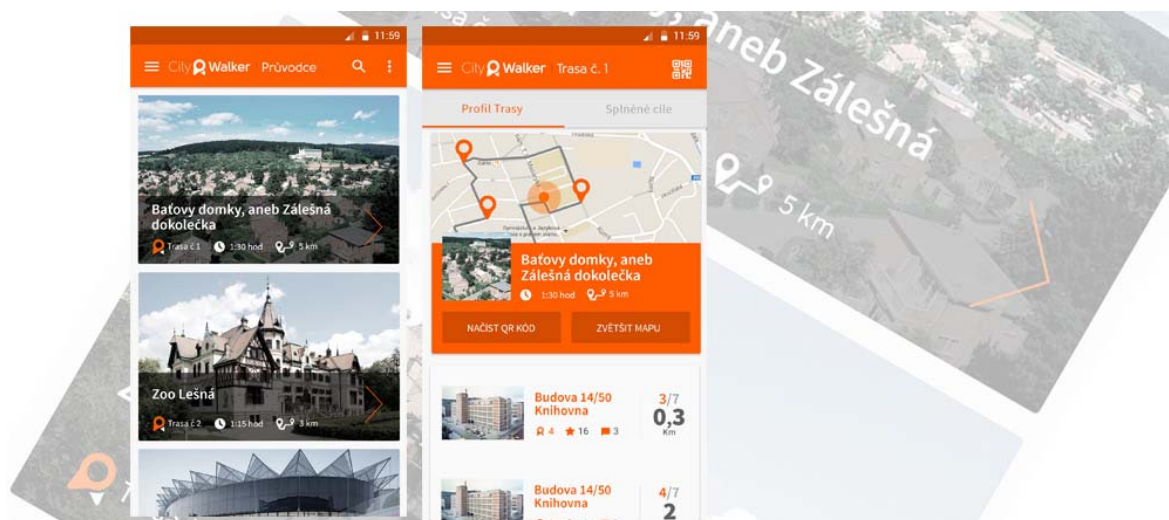 11:59
City Walker Průvodce
Baťovy domky, aneb Zálešná
dokolečka
Trasa č 1 1:30 hod 5 km
Zoo Lešná
Trasa č 2 1:15 hod 3 km
11:59
City Walker Trasa č. 1
Profil Trasy Splněné cíle
Baťovy domky, aneb
Zálešná dokolečka
1:30 hod 5 km
NAČÍST QR KÓD ZVĚTŠIT MAPU
Budova 14/50
Knihovna
4 16 3
3/7
0,3
Km
Budova 14/50
Knihovna
4/7
2
aneb Zálešná
5 km